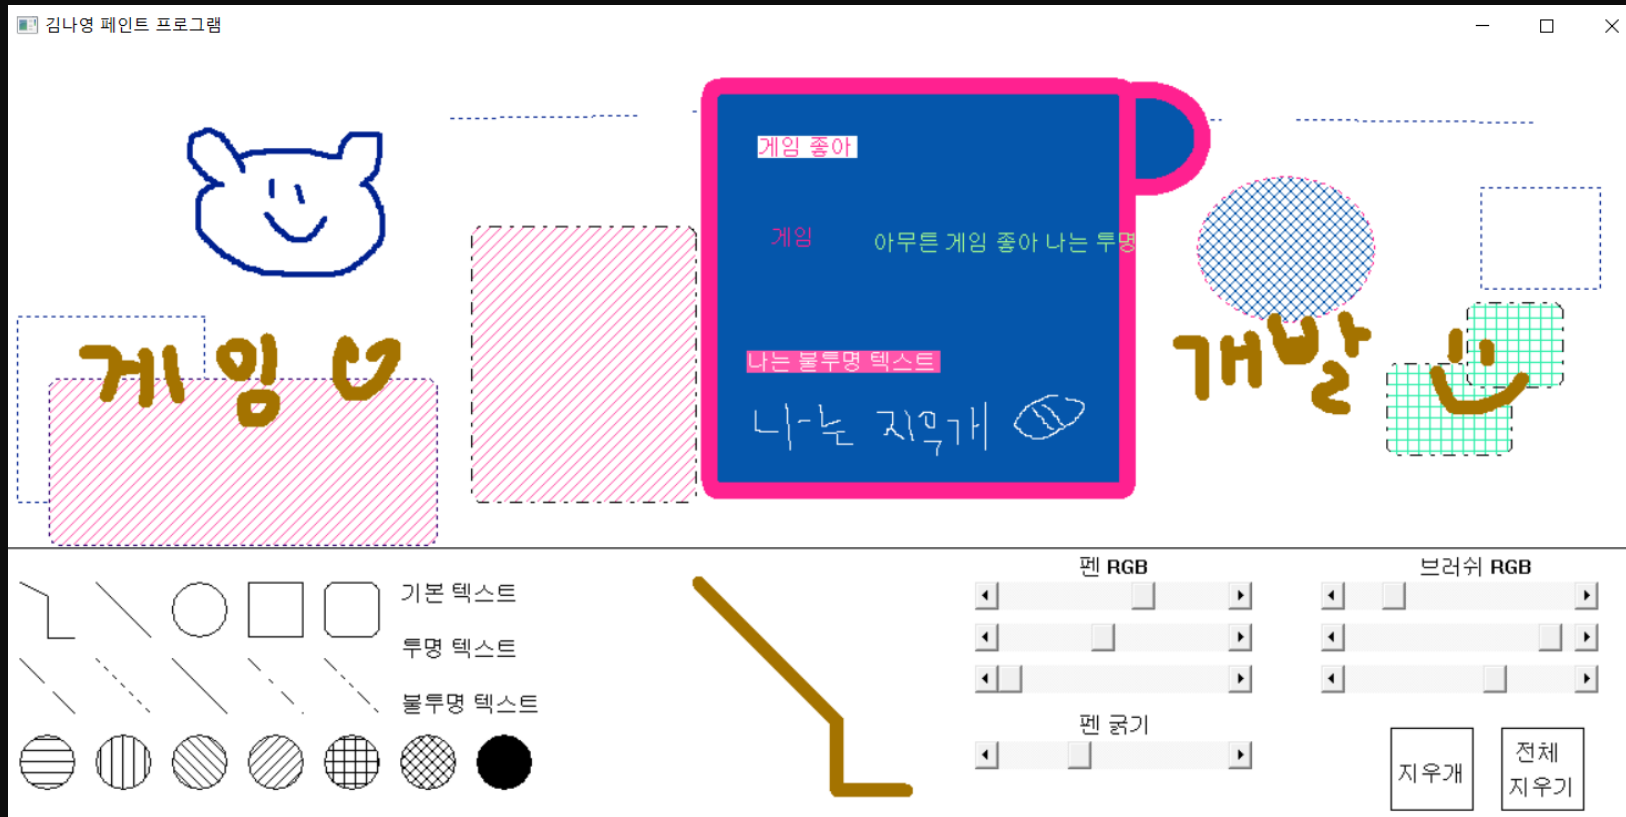 김나영 페인트 프로그램
게임 좋아
게임
아무튼 게임 좋아 나는 투명
게임
개발
나는 불투명 텍스트
나는 지우개
기본 텍스트
투명 텍스트
불투명 텍스트
펜 RGB
브러쉬 RGB
펜 굵기
지우개
전체
지우기